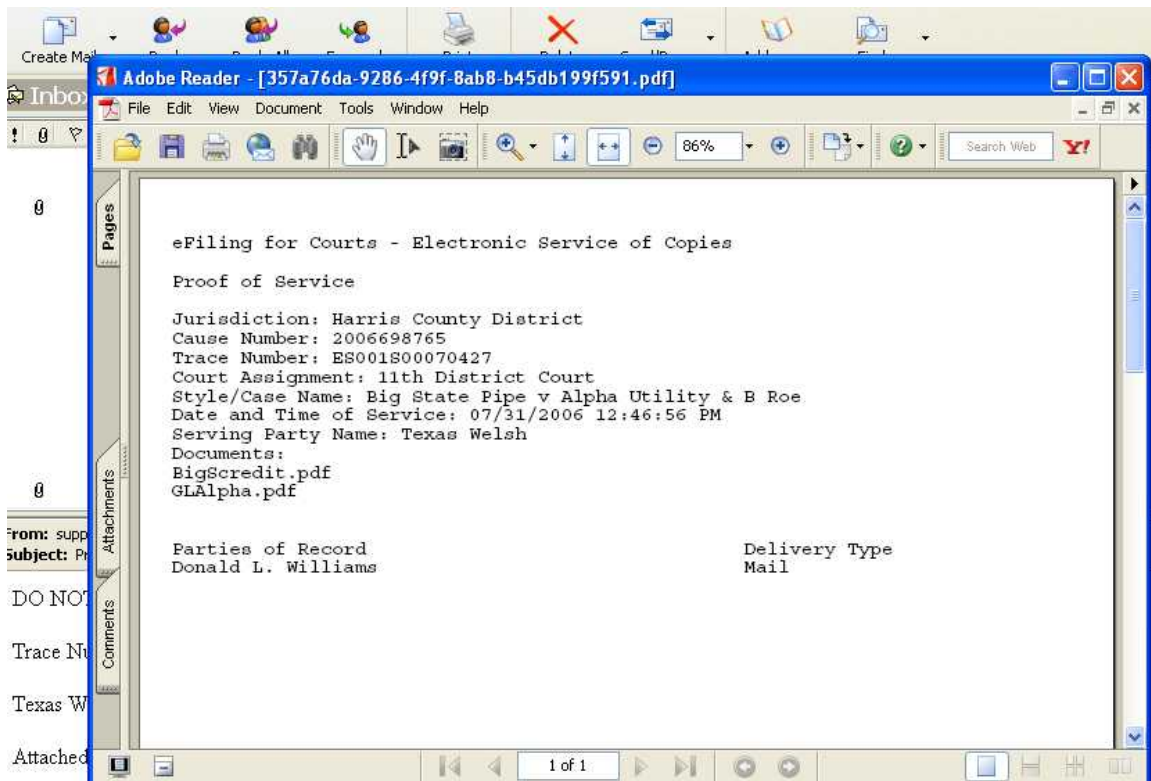 Create Ma
Adobe Reader - [357a76da-9286-4f9f-8ab8-b45db199f591.pdf]
Inbox
File Edit View Document Tools Window Help
86%
Search Web
Y!
Pages
Attachments
Comments
eFiling for Courts - Electronic Service of Copies
Proof of Service
Jurisdiction: Harris County District
Cause Number: 2006698765
Trace Number: ES001S00070427
Court Assignment: 11th District Court
Style/Case Name: Big State Pipe v Alpha Utility & B Roe
Date and Time of Service: 07/31/2006 12:46:56 PM
Serving Party Name: Texas Welsh
Documents:
BigScredit.pdf
GLAlpha.pdf
Parties of Record Delivery Type
Donald L. Williams Mail
From: supp
Subject: Pr
DO NOT
Trace Nu
Texas W
Attached
1 of 1